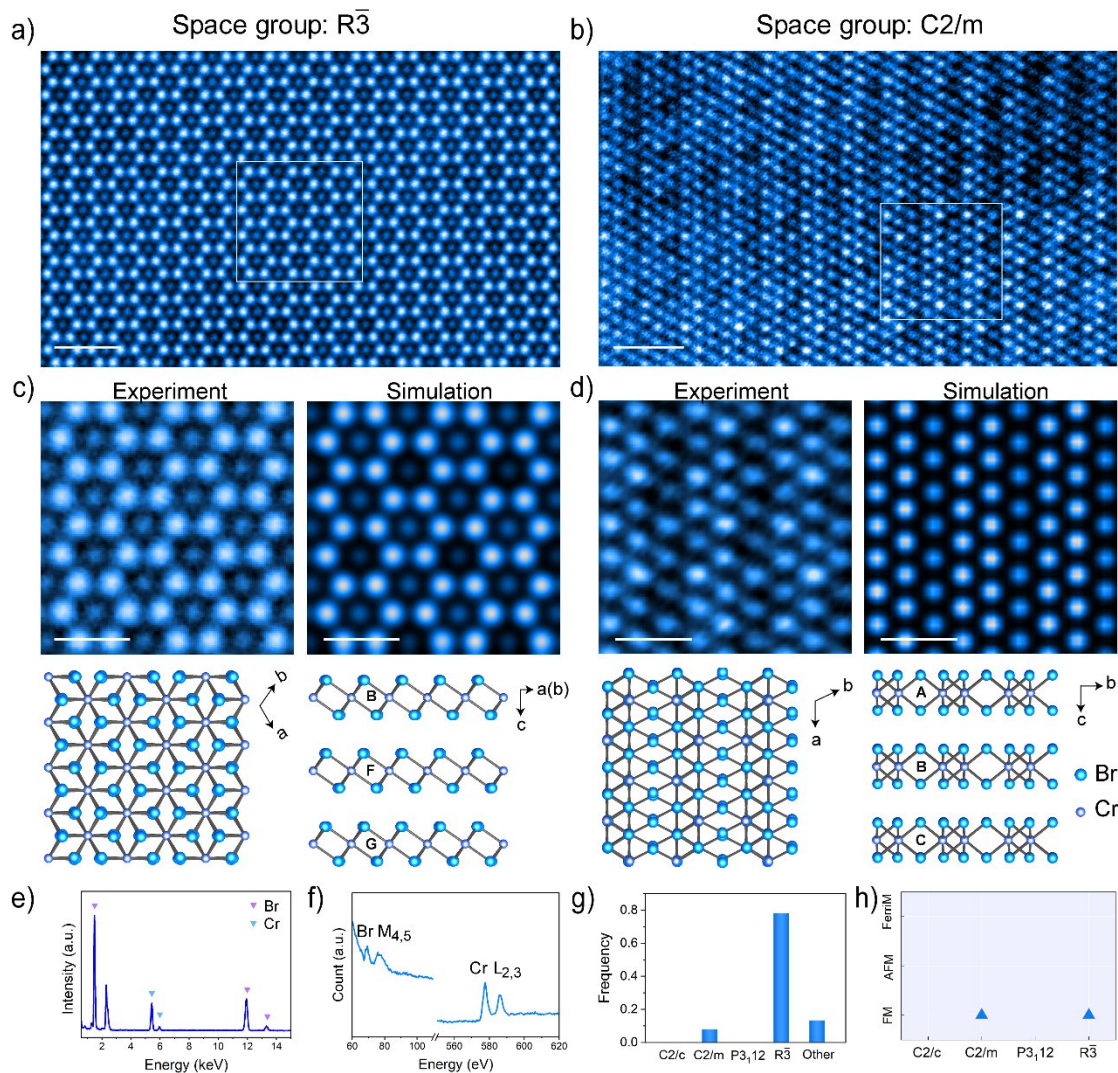 a) Space group: R3̅
b) Space group: C2/m
c) Experiment Simulation
d) Experiment Simulation
b
a
B
F
G
a(b)
c
b
a
A
B
C
b
c
Br
Cr
e)
Intensity (a.u.)
Br
Cr
0 2 4 6 8 10 12 14
Energy (keV)
f)
Count (a.u.)
Br M4,5
Cr L2,3
60 80 100 580 600 620
Energy (eV)
g)
Frequency
0.8
0.6
0.4
0.2
0.0
C2/c C2/m P3₁12 R3̅ Other
h)
FerriM
AFM
FM
C2/c C2/m P3₁12 R3̅